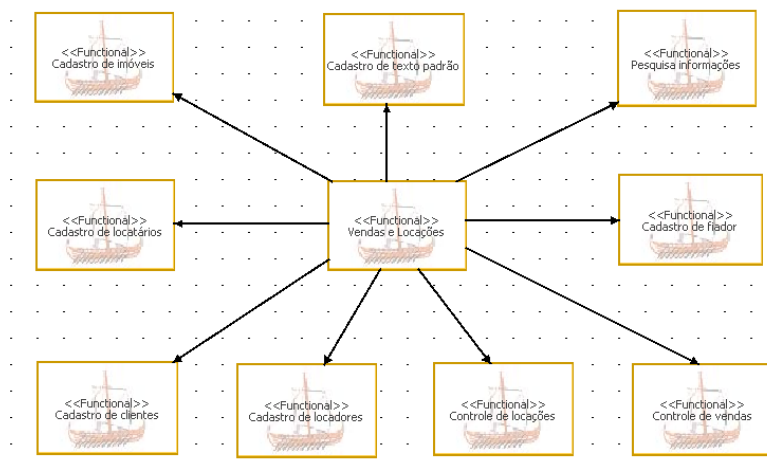 <<Functional>>
Cadastro de imóveis
<<Functional>>
Cadastro de texto padrão
<<Functional>>
Pesquisa informações
<<Functional>>
Cadastro de locatários
<<Functional>>
Vendas e Locações
<<Functional>>
Cadastro de fiador
<<Functional>>
Cadastro de clientes
<<Functional>>
Cadastro de locadores
<<Functional>>
Controle de locações
<<Functional>>
Controle de vendas